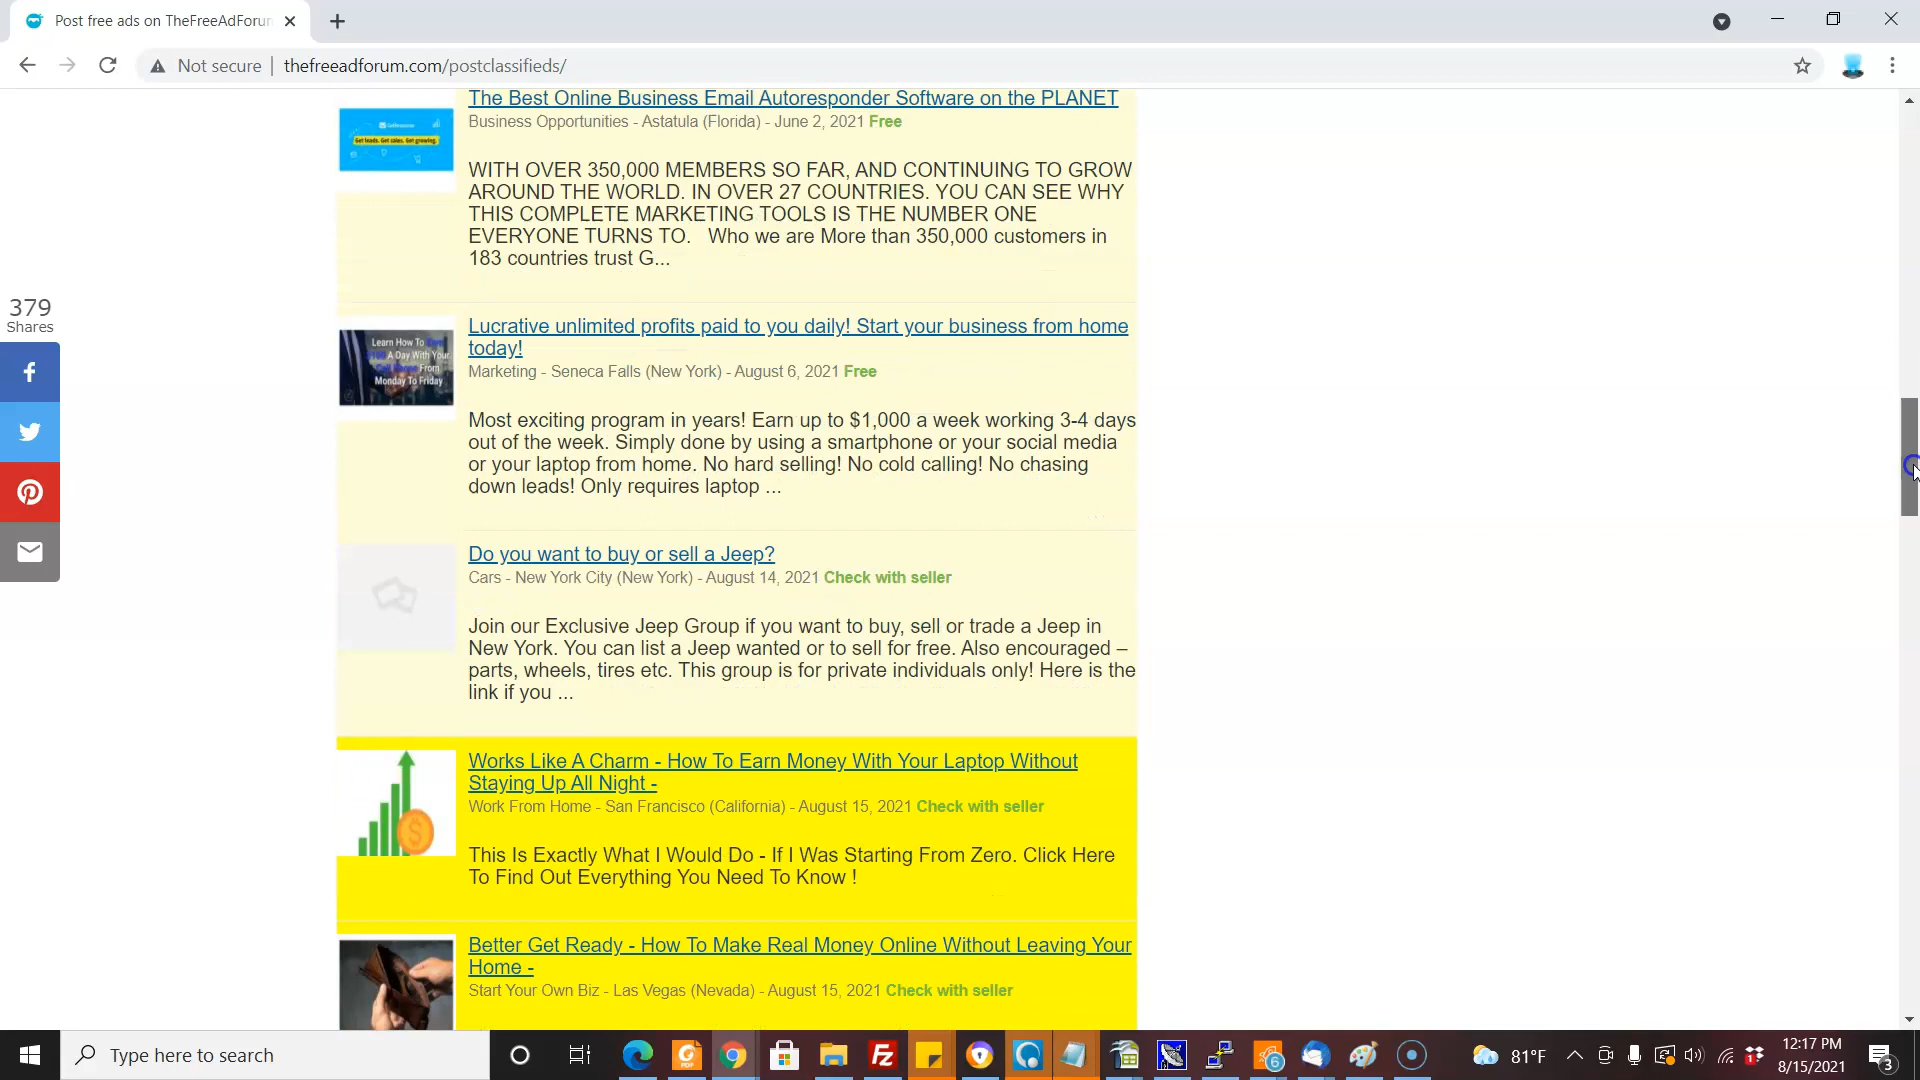 Post free ads on TheFreeAdForum
Not secure
thefreeadforum.com/postclassifieds/
The Best Online Business Email Autoresponder Software on the PLANET
Business Opportunities - Astatula (Florida) - June 2, 2021 Free
GetResponse
Get leads. Get sales. Get growing.
WITH OVER 350,000 MEMBERS SO FAR, AND CONTINUING TO GROW
AROUND THE WORLD. IN OVER 27 COUNTRIES. YOU CAN SEE WHY
THIS COMPLETE MARKETING TOOLS IS THE NUMBER ONE
EVERYONE TURNS TO. Who we are More than 350,000 customers in
183 countries trust G...
379
Shares
Lucrative unlimited profits paid to you daily! Start your business from home
today!
Marketing - Seneca Falls (New York) - August 6, 2021 Free
Learn How To Earn
A Day With Your
From
Monday To Friday
Most exciting program in years! Earn up to $1,000 a week working 3-4 days
out of the week. Simply done by using a smartphone or your social media
or your laptop from home. No hard selling! No cold calling! No chasing
down leads! Only requires laptop ...
Do you want to buy or sell a Jeep?
Cars - New York City (New York) - August 14, 2021 Check with seller
Join our Exclusive Jeep Group if you want to buy, sell or trade a Jeep in
New York. You can list a Jeep wanted or to sell for free. Also encouraged –
parts, wheels, tires etc. This group is for private individuals only! Here is the
link if you ...
Works Like A Charm - How To Earn Money With Your Laptop Without
Staying Up All Night -
Work From Home - San Francisco (California) - August 15, 2021 Check with seller
This Is Exactly What I Would Do - If I Was Starting From Zero. Click Here
To Find Out Everything You Need To Know !
Better Get Ready - How To Make Real Money Online Without Leaving Your
Home -
Start Your Own Biz - Las Vegas (Nevada) - August 15, 2021 Check with seller
Type here to search
81°F
12:17 PM
8/15/2021
3